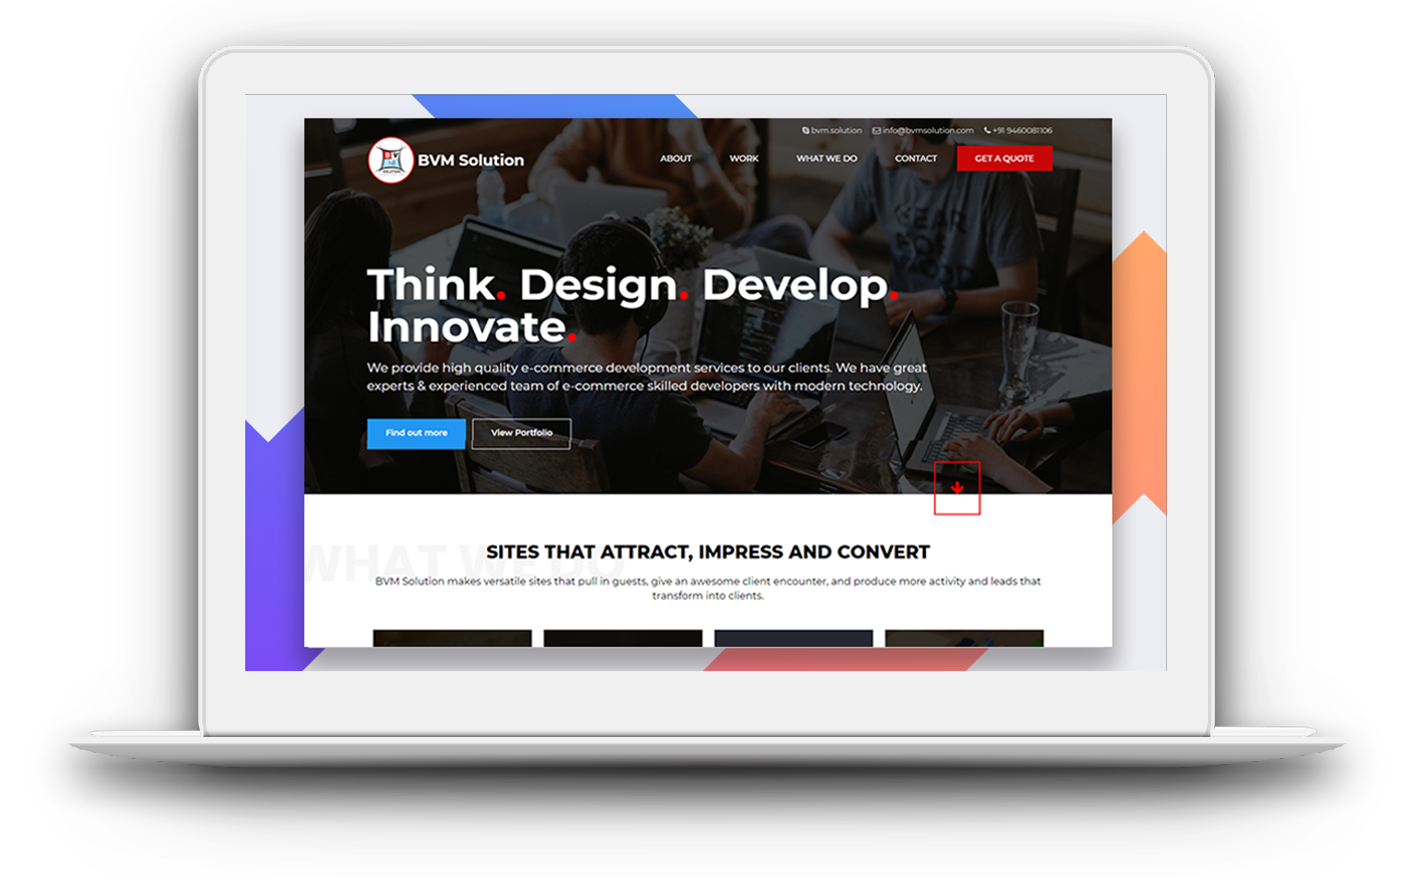 bvm.solution info@bvmsolution.com +91 9460081106
BVM Solution
ABOUT WORK WHAT WE DO CONTACT GET A QUOTE
Think. Design. Develop.
Innovate.
We provide high quality e-commerce development services to our clients. We have great
experts & experienced team of e-commerce skilled developers with modern technology.
Find out more View Portfolio
WHAT WE DO
SITES THAT ATTRACT, IMPRESS AND CONVERT
BVM Solution makes versatile sites that pull in guests, give an awesome client encounter, and produce more activity and leads that
transform into clients.